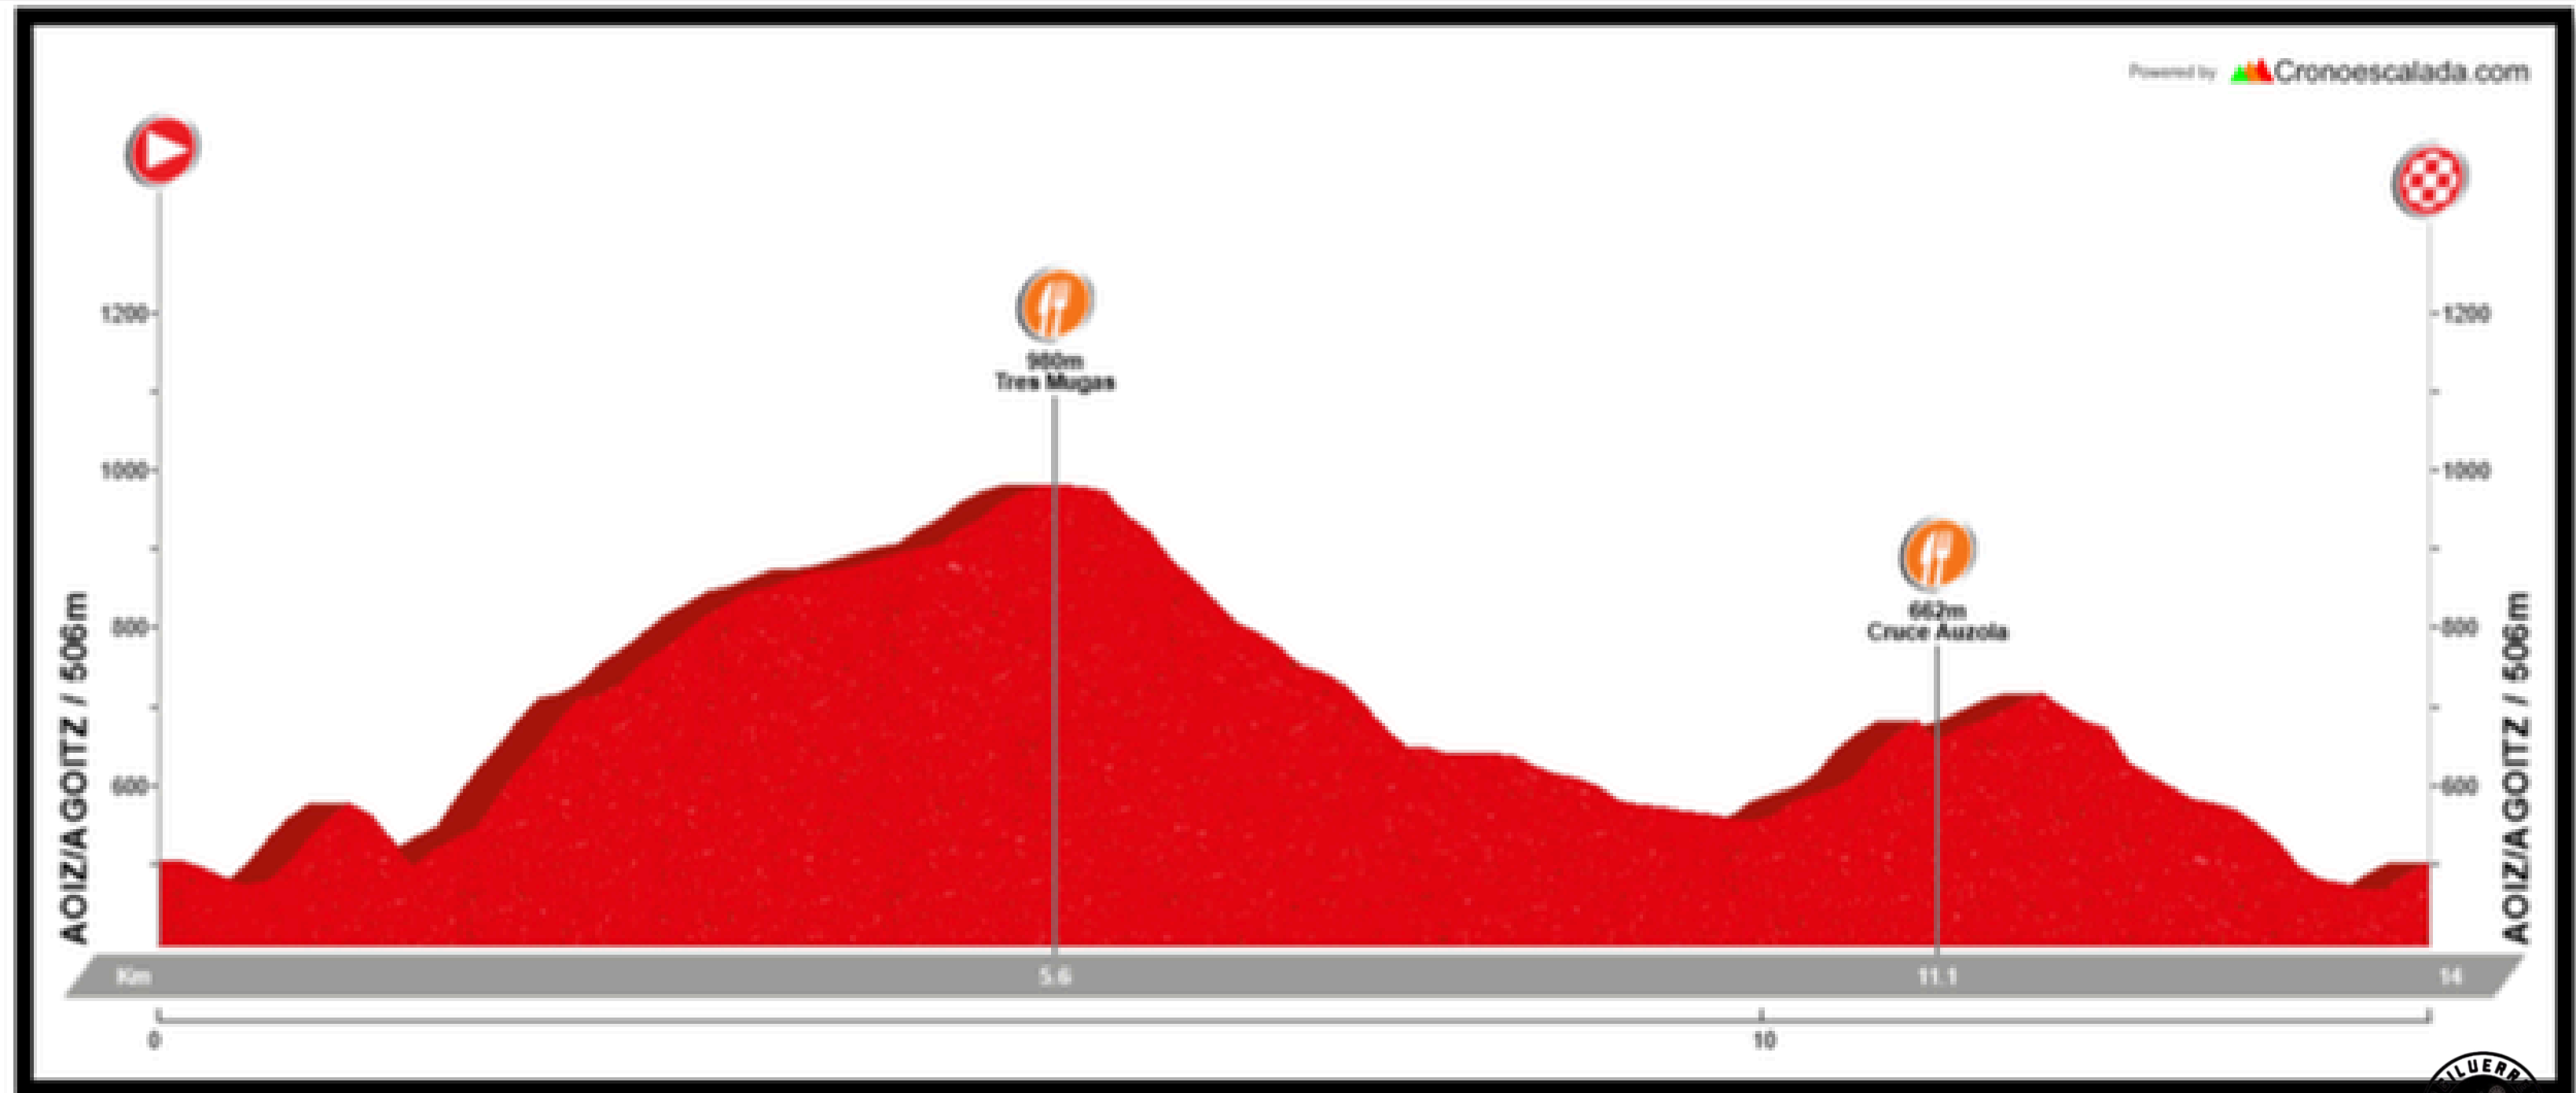 Powered by Cronoescalada.com
1200
1200
980m
Tres Mugas
1000
1000
662m
Cruce Auzola
800
800
600
600
AOIZ/AGOITZ / 506m
AOIZ/AGOITZ / 506m
Km 5.6 11.1 14
0 10